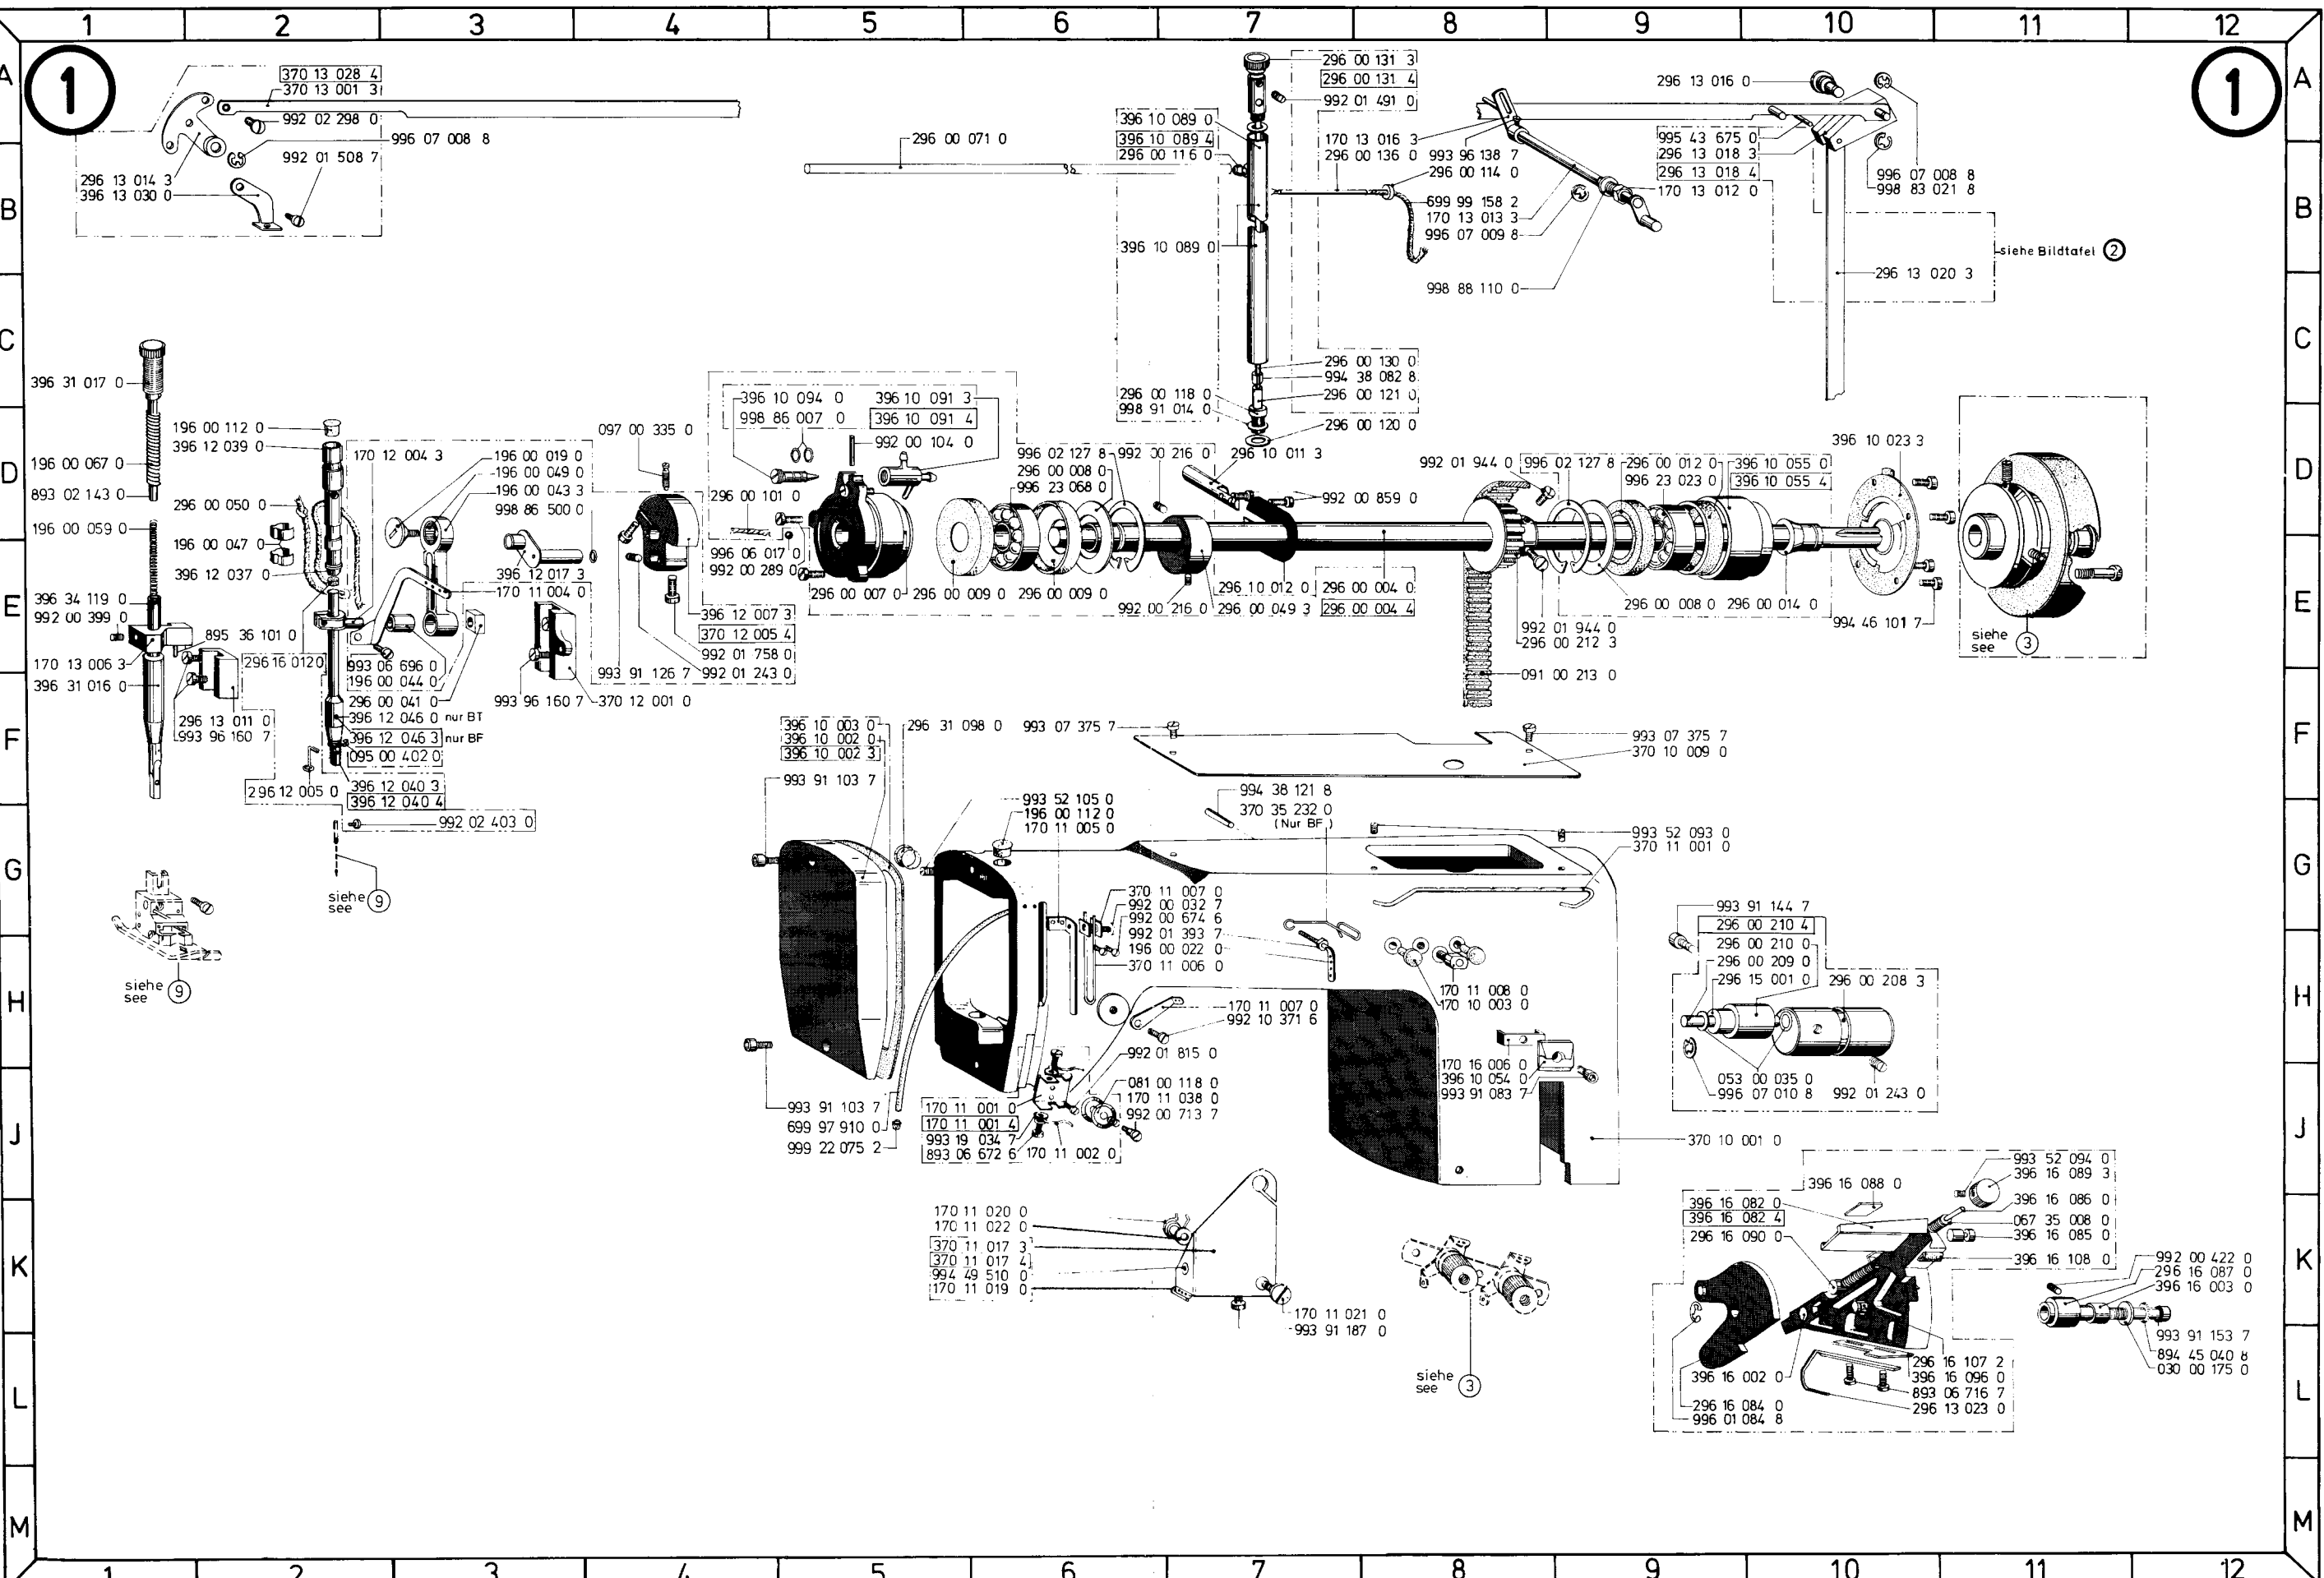 1 2 3 4 5 6 7 8 9 10 11 12
A
B
C
D
E
F
G
H
J
K
L
M
1
370 13 028 4
370 13 001 3
992 02 298 0
996 07 008 8
992 01 508 7
296 13 014 3
396 13 030 0
296 00 071 0
296 00 131 3
296 00 131 4
992 01 491 0
396 10 089 0
396 10 089 4
296 00 116 0
170 13 016 3
296 00 136 0
993 96 138 7
296 00 114 0
699 99 158 2
170 13 013 3
996 07 009 8
396 10 089 0
998 88 110 0
296 13 016 0
995 43 675 0
296 13 018 3
296 13 018 4
170 13 012 0
996 07 008 8
998 83 021 8
siehe Bildtafel 2
296 13 020 3
1
A
B
C
D
E
F
G
H
J
K
L
M
396 31 017 0
196 00 067 0
893 02 143 0
196 00 059 0
396 34 119 0
992 00 399 0
170 13 006 3
396 31 016 0
895 36 101 0
296 13 011 0
993 96 160 7
196 00 112 0
396 12 039 0
296 00 050 0
196 00 047 0
396 12 037 0
296 16 012 0
170 12 004 3
196 00 019 0
196 00 049 0
196 00 043 3
998 86 500 0
396 12 017 3
170 11 004 0
993 06 696 0
196 00 044 0
296 00 041 0
396 12 046 0 nur BT
396 12 046 3 nur BF
095 00 402 0
296 12 005 0
396 12 040 3
396 12 040 4
992 02 403 0
siehe
see 9
siehe
see 9
993 96 160 7
370 12 001 0
097 00 335 0
396 12 007 3
370 12 005 4
992 01 758 0
993 91 126 7
992 01 243 0
396 10 094 0
998 86 007 0
396 10 091 3
396 10 091 4
992 00 104 0
296 00 101 0
996 06 017 0
992 00 289 0
296 00 007 0
296 00 009 0
296 00 009 0
996 02 127 8
296 00 008 0
996 23 068 0
992 00 216 0
296 00 130 0
994 38 082 8
296 00 121 0
296 00 118 0
998 91 014 0
296 00 120 0
296 10 011 3
992 00 859 0
992 00 216 0
296 10 012 0
296 00 049 3
296 00 004 0
296 00 004 4
992 01 944 0
996 02 127 8
296 00 012 0
996 23 023 0
396 10 055 0
396 10 055 4
396 10 023 3
296 00 008 0
296 00 014 0
992 01 944 0
296 00 212 3
091 00 213 0
994 46 101 7
siehe
see 3
396 10 003 0
396 10 002 0
396 10 002 3
296 31 098 0
993 07 375 7
993 07 375 7
370 10 009 0
993 91 103 7
993 52 105 0
196 00 112 0
170 11 005 0
994 38 121 8
370 35 232 0
(Nur BF)
993 52 093 0
370 11 001 0
370 11 007 0
992 00 032 7
992 00 674 6
992 01 393 7
196 00 022 0
370 11 006 0
170 11 007 0
992 10 371 6
170 11 008 0
170 10 003 0
992 01 815 0
081 00 118 0
170 11 038 0
992 00 713 7
170 11 001 0
170 11 001 4
993 19 034 7
893 06 672 6
170 11 002 0
993 91 103 7
699 97 910 0
999 22 075 2
170 16 006 0
396 10 054 0
993 91 083 7
993 91 144 7
296 00 210 4
296 00 210 0
296 00 209 0
296 15 001 0
296 00 208 3
053 00 035 0
996 07 010 8
992 01 243 0
370 10 001 0
170 11 020 0
170 11 022 0
370 11 017 3
370 11 017 4
994 49 510 0
170 11 019 0
170 11 021 0
993 91 187 0
siehe
see 3
993 52 094 0
396 16 089 3
396 16 088 0
396 16 082 0
396 16 082 4
296 16 090 0
396 16 086 0
067 35 008 0
396 16 085 0
396 16 108 0
992 00 422 0
296 16 087 0
396 16 003 0
993 91 153 7
894 45 040 8
030 00 175 0
396 16 002 0
296 16 107 2
396 16 096 0
893 06 716 7
296 13 023 0
296 16 084 0
996 01 084 8
1 2 3 4 5 6 7 8 9 10 11 12